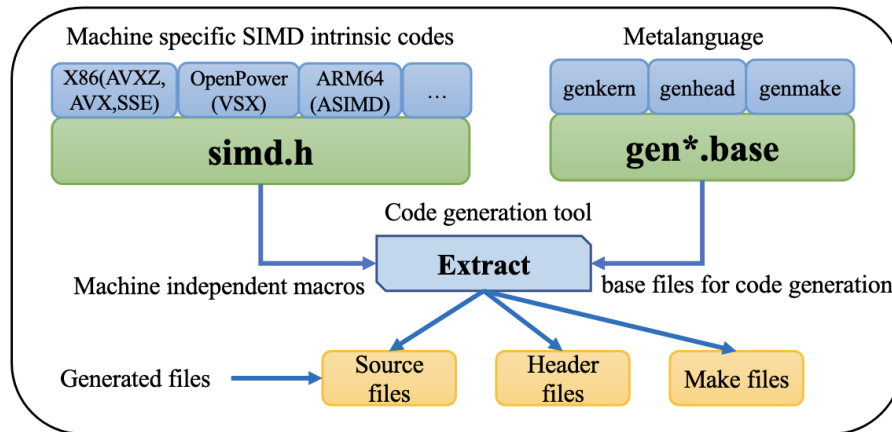 Machine specific SIMD intrinsic codes
Metalanguage
X86(AVXZ,
AVX,SSE)
OpenPower
(VSX)
ARM64
(ASIMD)
...
genkern
genhead
genmake
simd.h
gen*.base
Code generation tool
Extract
Machine independent macros
base files for code generation
Generated files
Source
files
Header
files
Make files